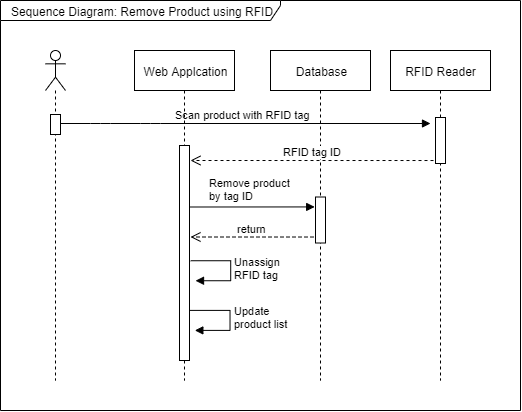 Sequence Diagram: Remove Product using RFID
Web Applcation
Database
RFID Reader
Scan product with RFID tag
RFID tag ID
Remove product
by tag ID
return
Unassign
RFID tag
Update
product list